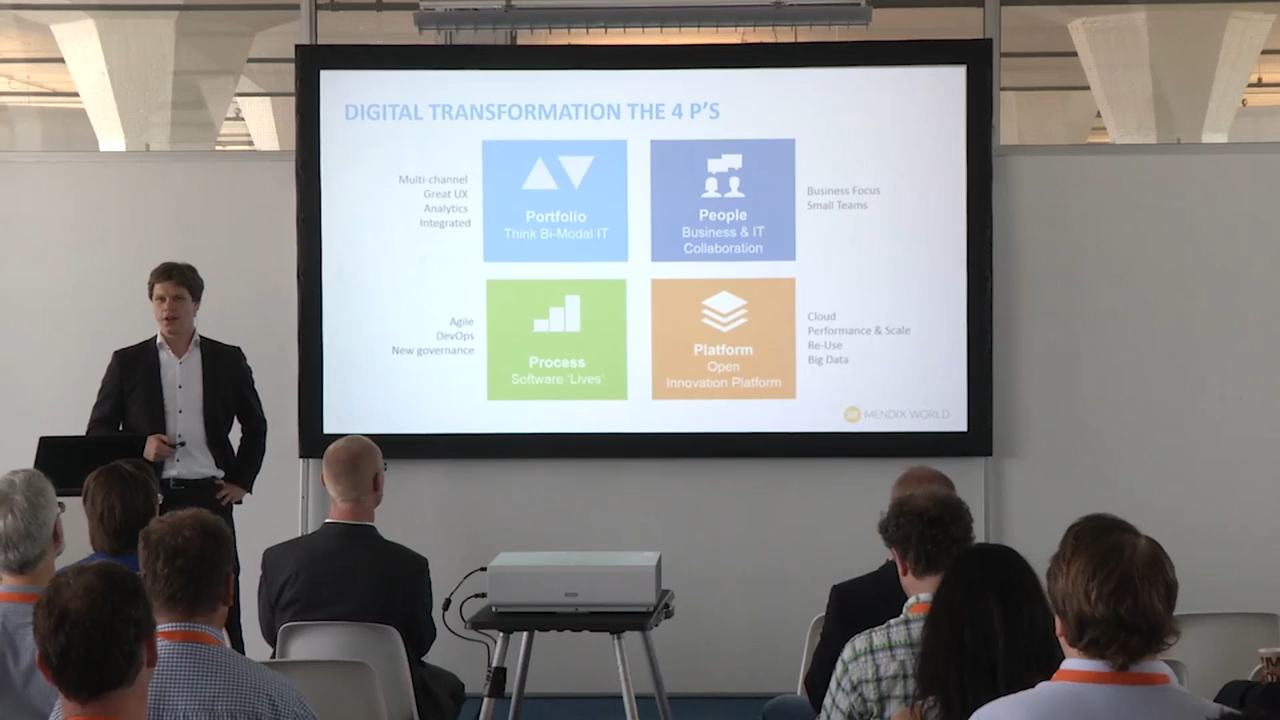 DIGITAL TRANSFORMATION THE 4 P'S
Multi-channel
Great UX
Analytics
Integrated
Portfolio
Think Bi-Modal IT
People
Business & IT
Collaboration
Business Focus
Small Teams
Agile
DevOps
New governance
Process
Software 'Lives'
Platform
Open
Innovation Platform
Cloud
Performance & Scale
Re-Use
Big Data
MENDIX WORLD